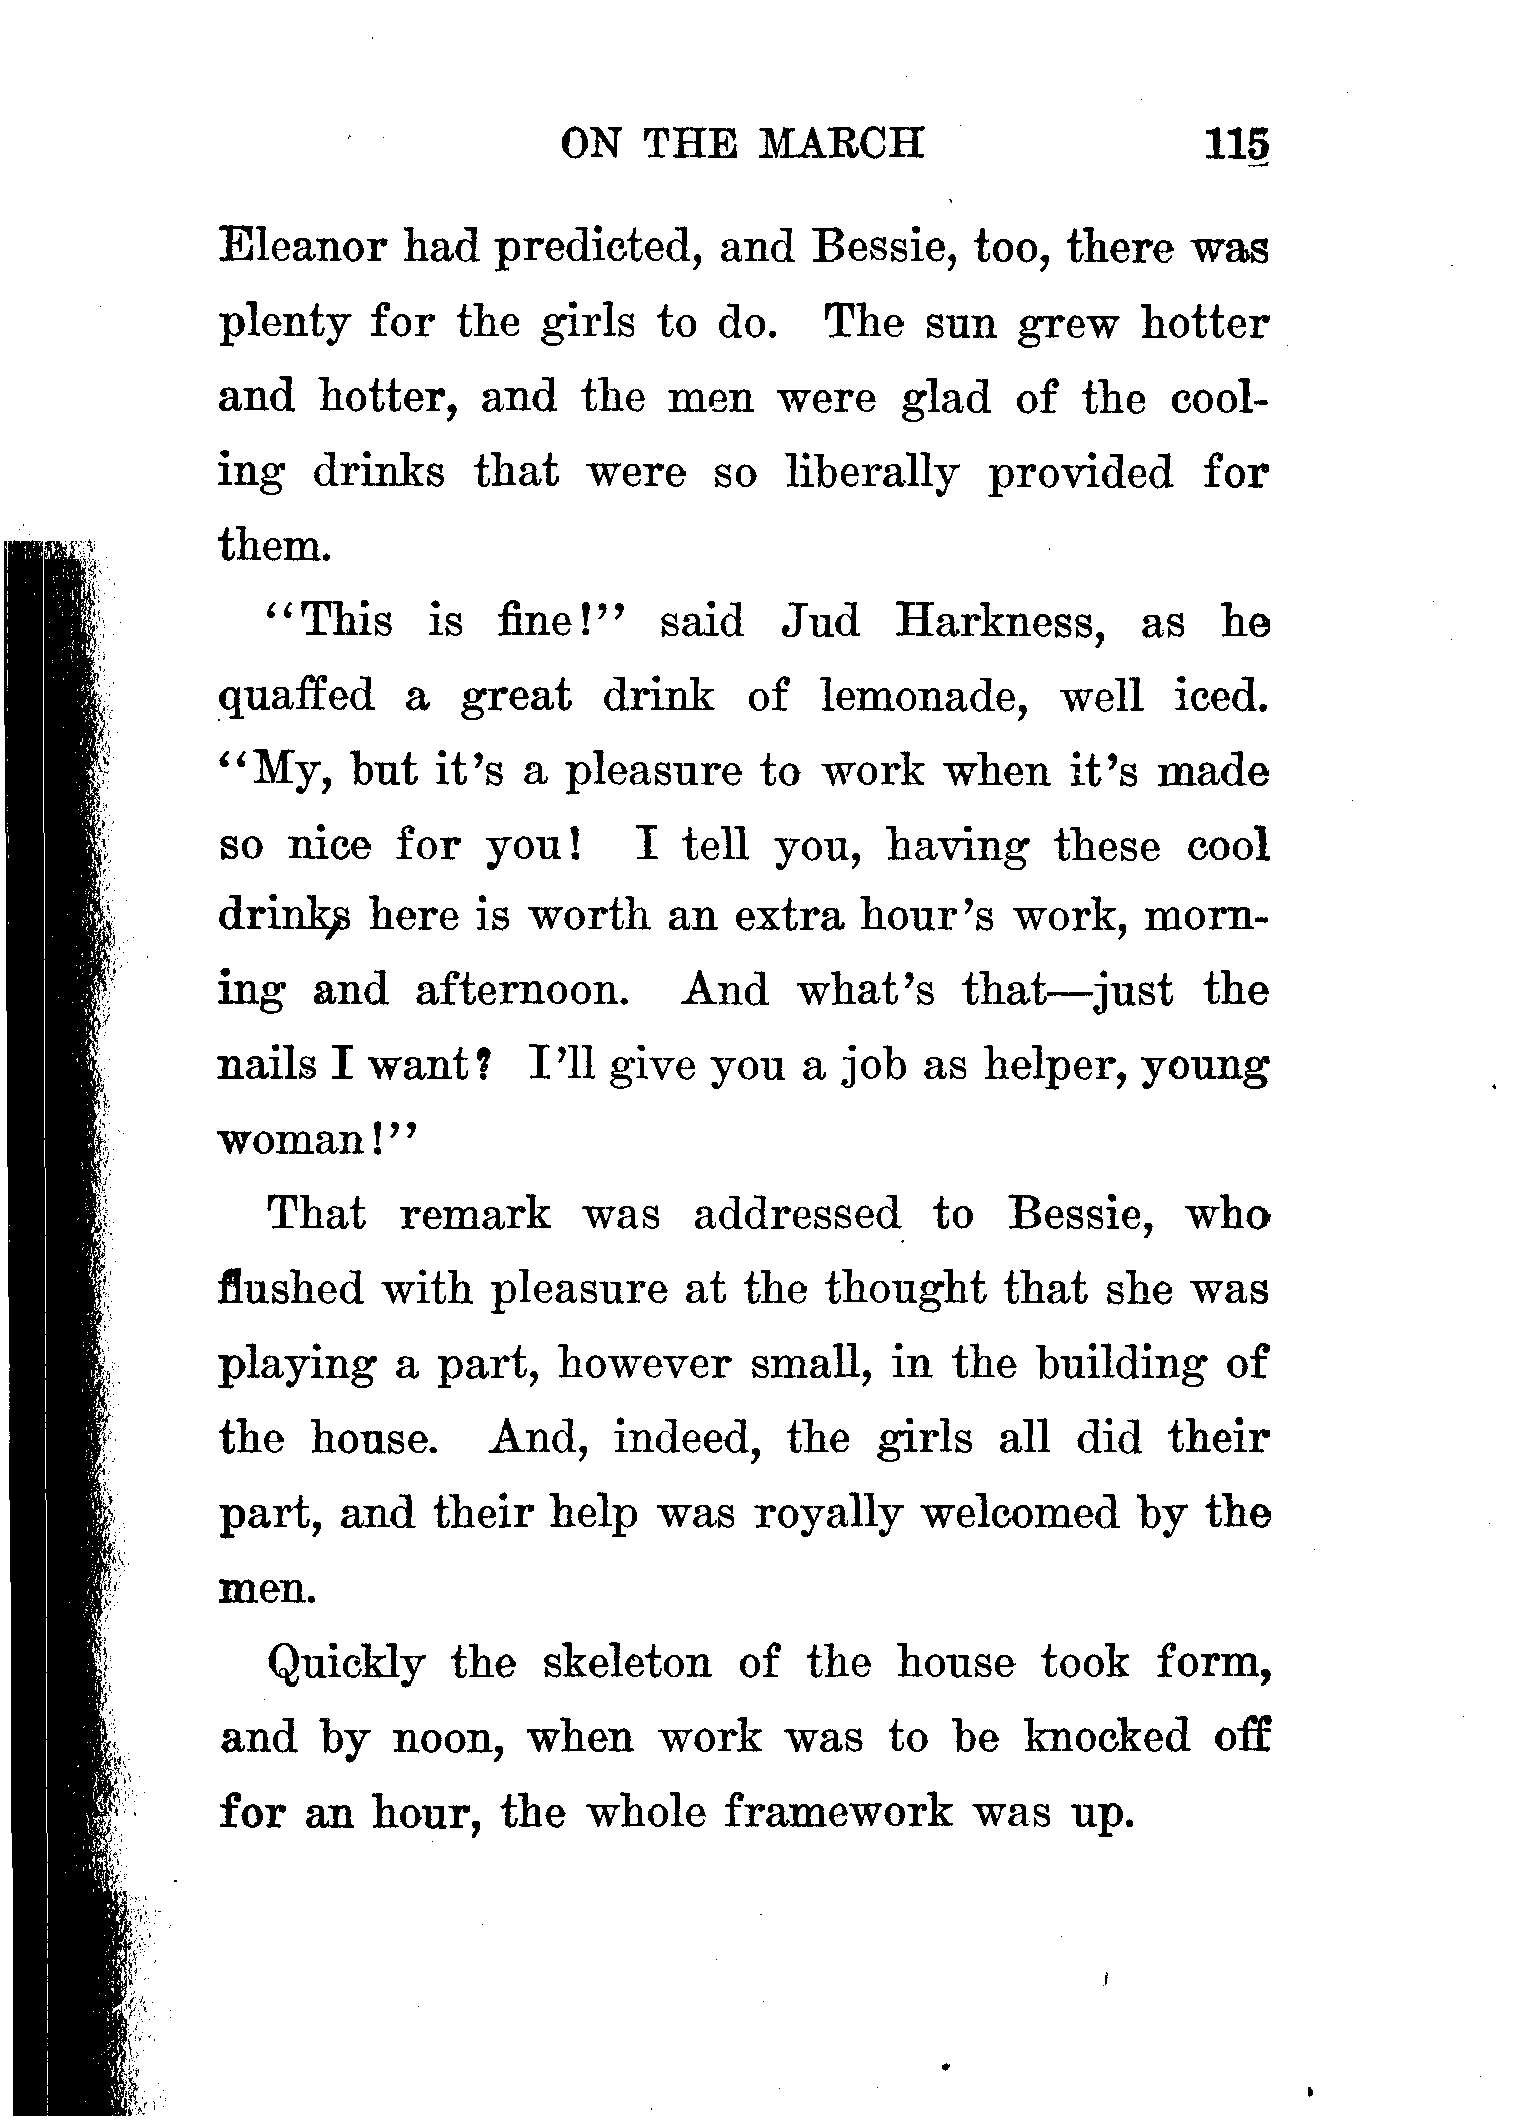 ON THE MARCH 115
Eleanor had predicted, and Bessie, too, there was
plenty for the girls to do. The sun grew hotter
and hotter, and the men were glad of the cool-
ing drinks that were so liberally provided for
them.
“This is fine!” said Jud Harkness, as he
quaffed a great drink of lemonade, well iced.
“My, but it’s a pleasure to work when it’s made
so nice for you! I tell you, having these cool
drinks here is worth an extra hour’s work, morn-
ing and afternoon. And what’s that—just the
nails I want? I’ll give you a job as helper, young
woman!”
That remark was addressed to Bessie, who
flushed with pleasure at the thought that she was
playing a part, however small, in the building of
the house. And, indeed, the girls all did their
part, and their help was royally welcomed by the
men.
Quickly the skeleton of the house took form,
and by noon, when work was to be knocked off
for an hour, the whole framework was up.